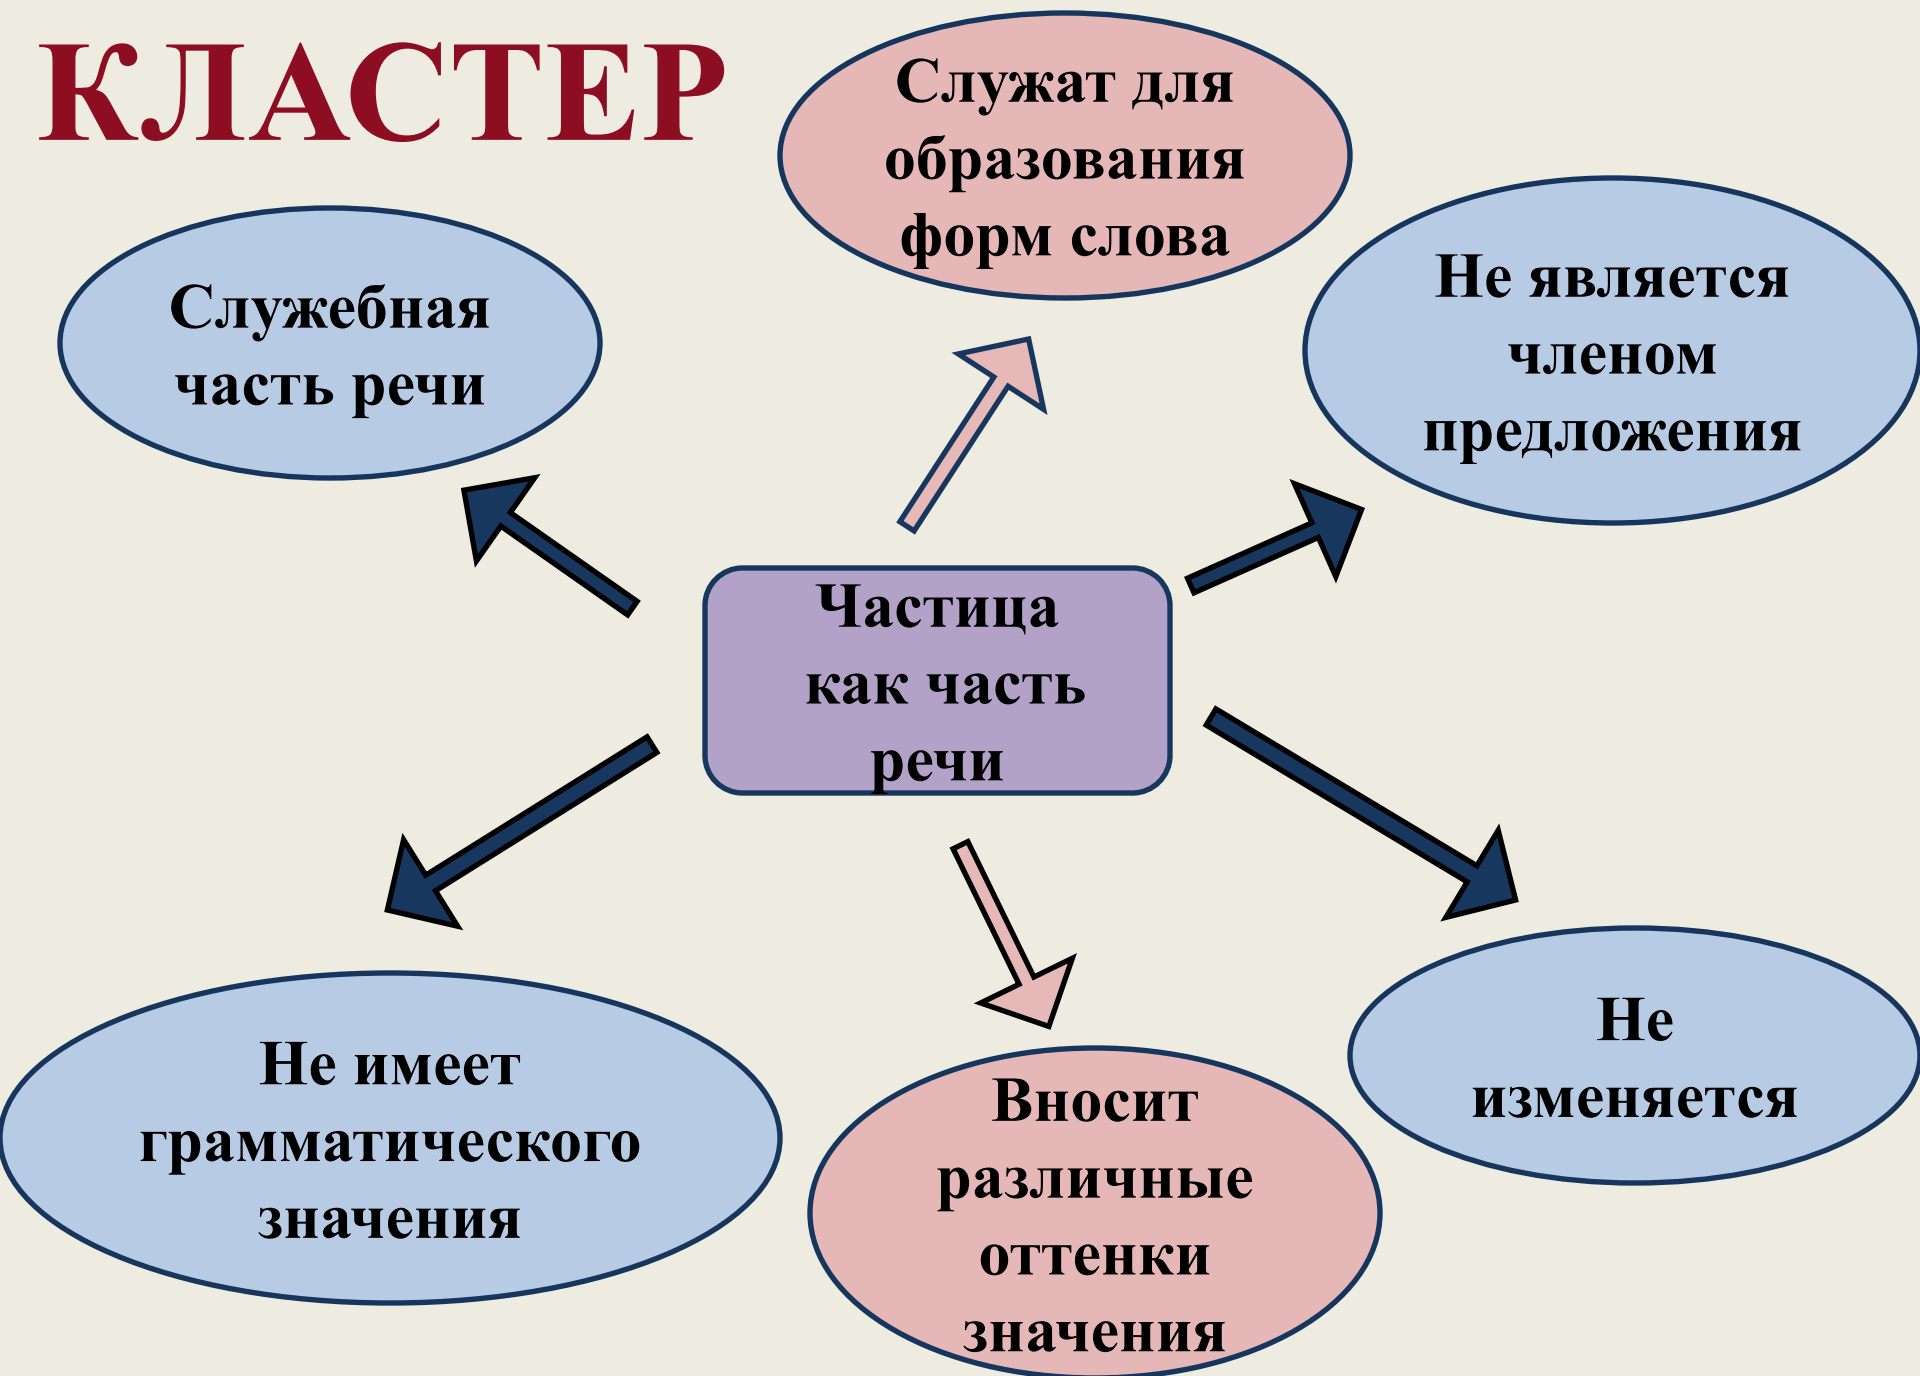 КЛАСТЕР
Служат для
образования
форм слова
Служебная
часть речи
Не является
членом
предложения
Частица
как часть
речи
Не имеет
грамматического
значения
Вносит
различные
оттенки
значения
Не
изменяется